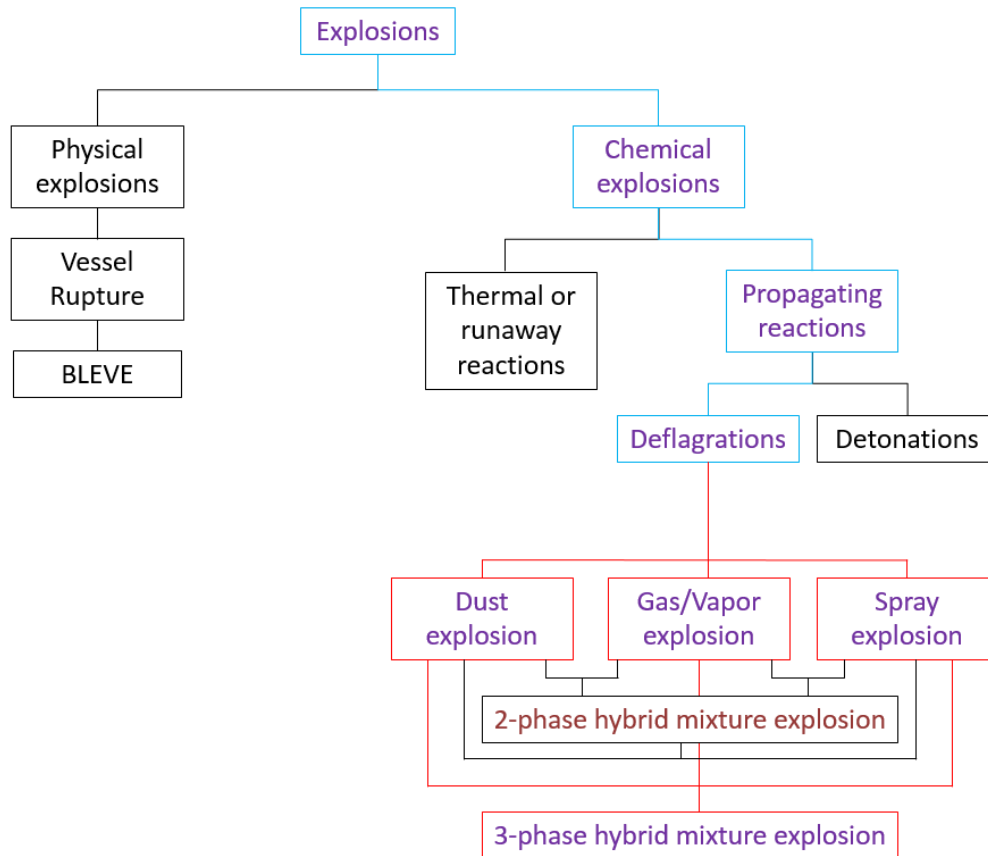 Explosions
Physical
explosions
Chemical
explosions
Vessel
Rupture
Thermal or
runaway
reactions
Propagating
reactions
BLEVE
Deflagrations
Detonations
Dust
explosion
Gas/Vapor
explosion
Spray
explosion
2-phase hybrid mixture explosion
3-phase hybrid mixture explosion